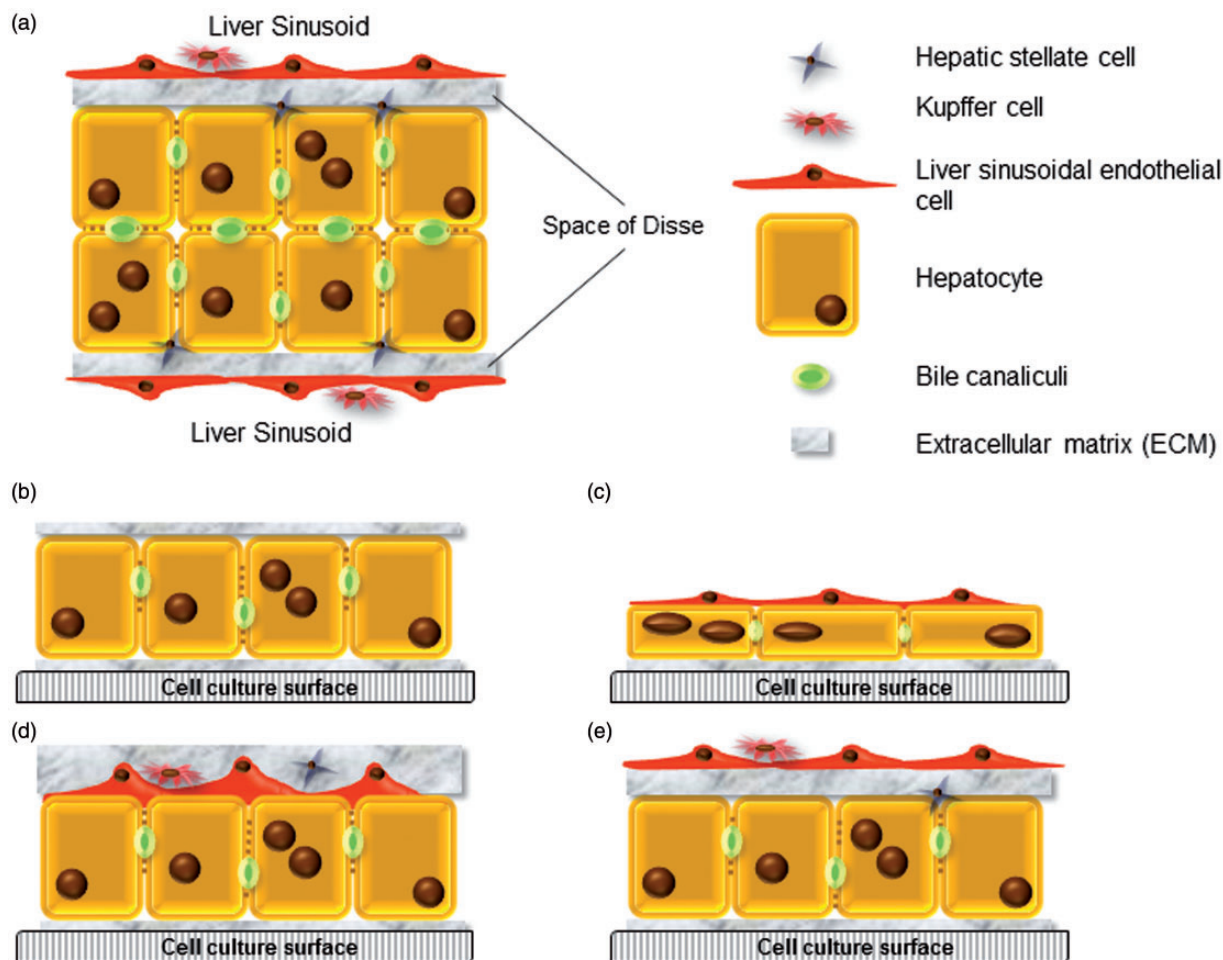 (a)
Liver Sinusoid
Hepatic stellate cell
Kupffer cell
Liver sinusoidal endothelial
cell
Space of Disse
Hepatocyte
Bile canaliculi
Liver Sinusoid
Extracellular matrix (ECM)
(b)
(c)
Cell culture surface
Cell culture surface
(d)
(e)
Cell culture surface
Cell culture surface